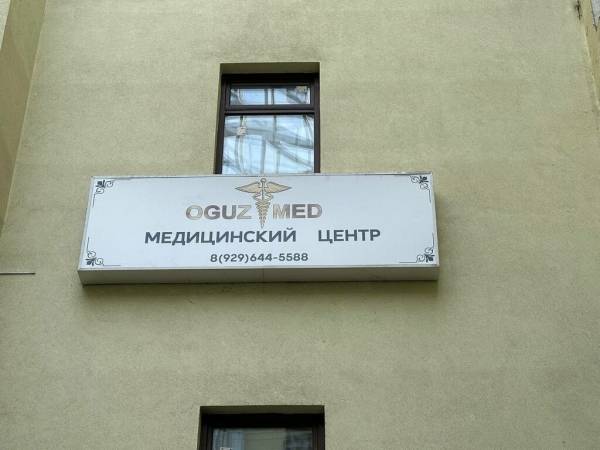 OGUZ MED
МЕДИЦИНСКИЙ ЦЕНТР
8(929)644-5588